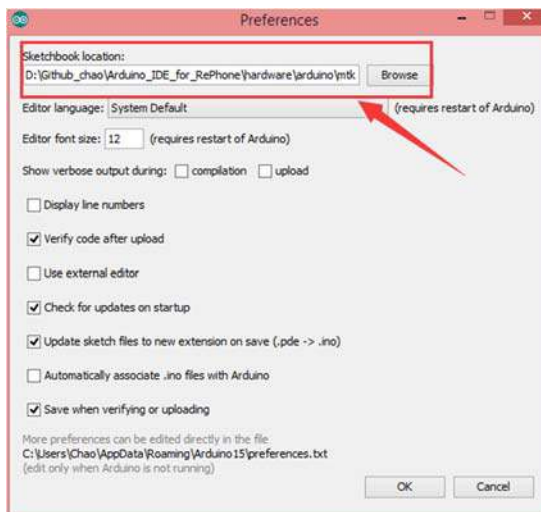 Preferences
Sketchbook location:
D:\Github_chao\Arduino_IDE_for_RePhone\hardware\arduino\mtk Browse
Editor language: System Default (requires restart of Arduino)
Editor font size: 12 (requires restart of Arduino)
Show verbose output during: compilation upload
Display line numbers
Verify code after upload
Use external editor
Check for updates on startup
Update sketch files to new extension on save (.pde -> .ino)
Automatically associate .ino files with Arduino
Save when verifying or uploading
More preferences can be edited directly in the file
C:\Users\Chao\AppData\Roaming\Arduino15\preferences.txt
(edit only when Arduino is not running)
OK Cancel